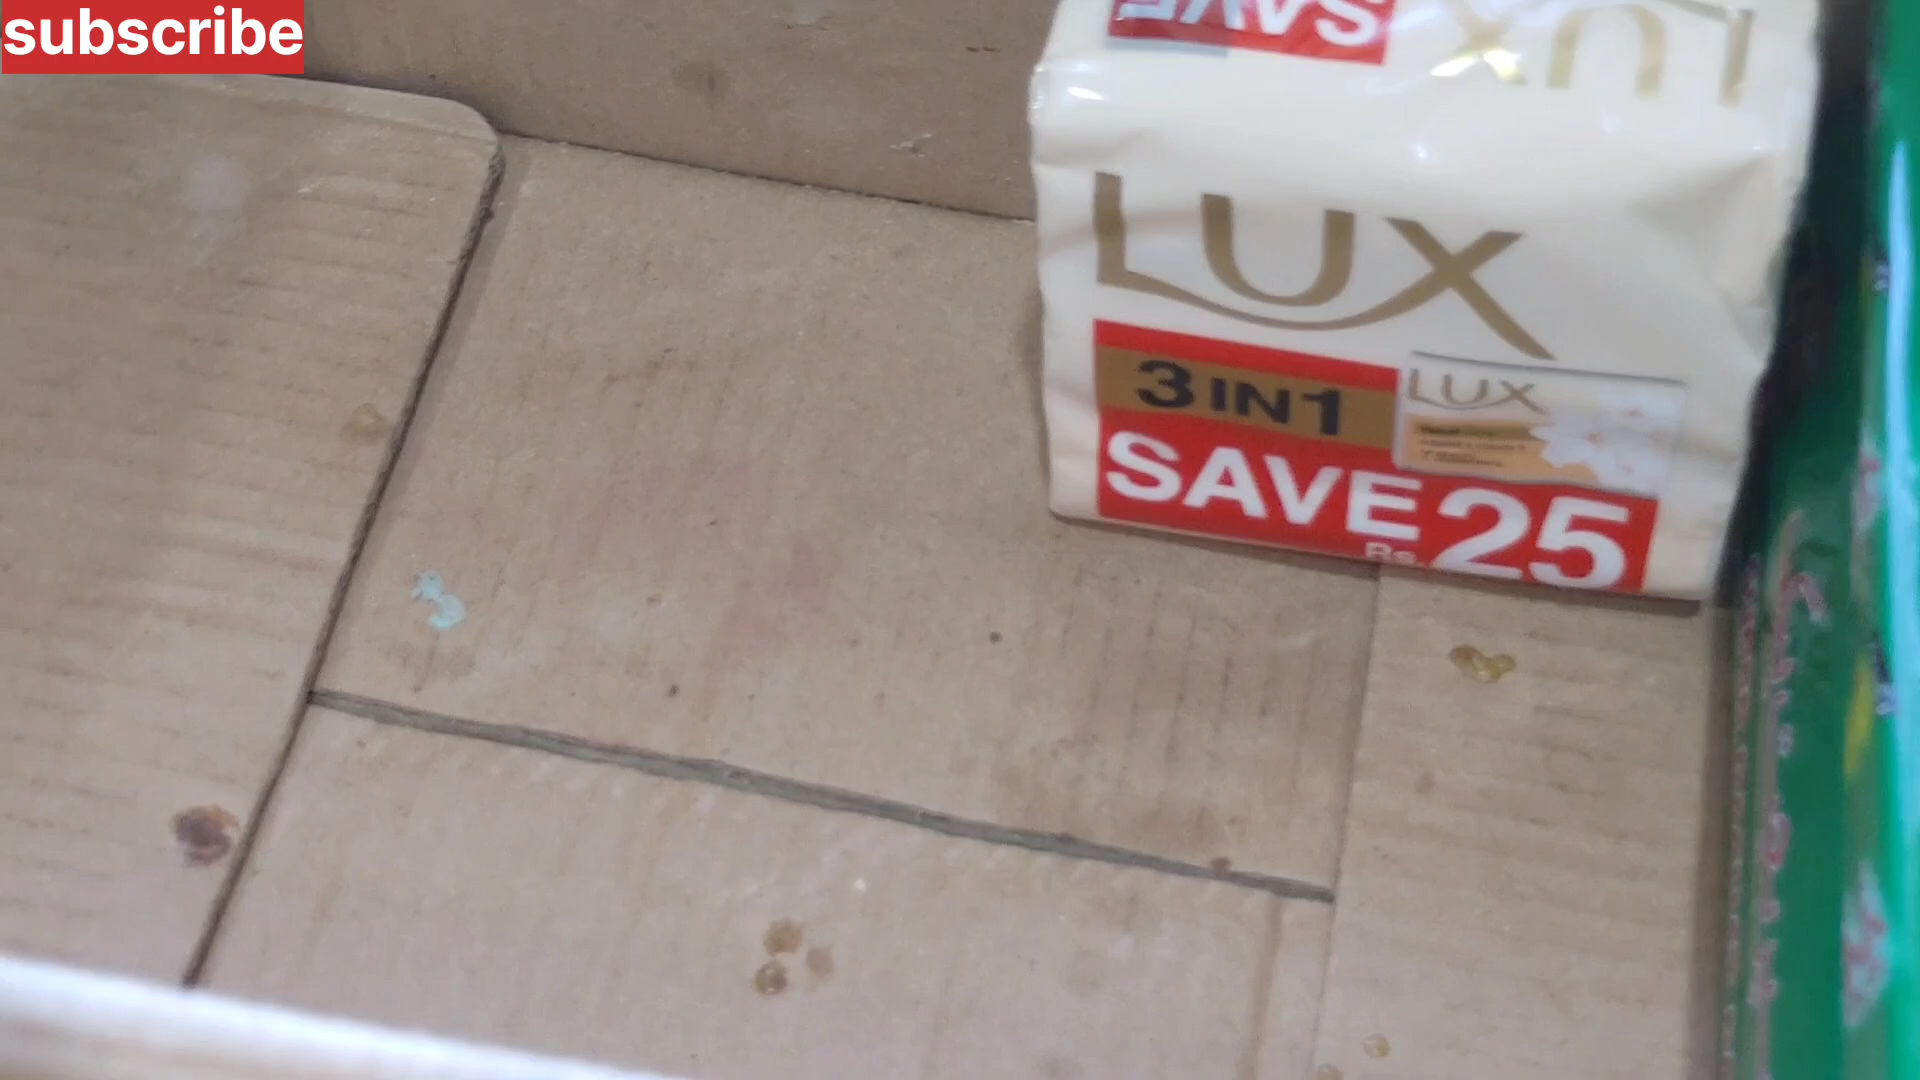 subscribe
SAVE
LUX
LUX
3 IN 1
LUX
SAVE Rs. 25